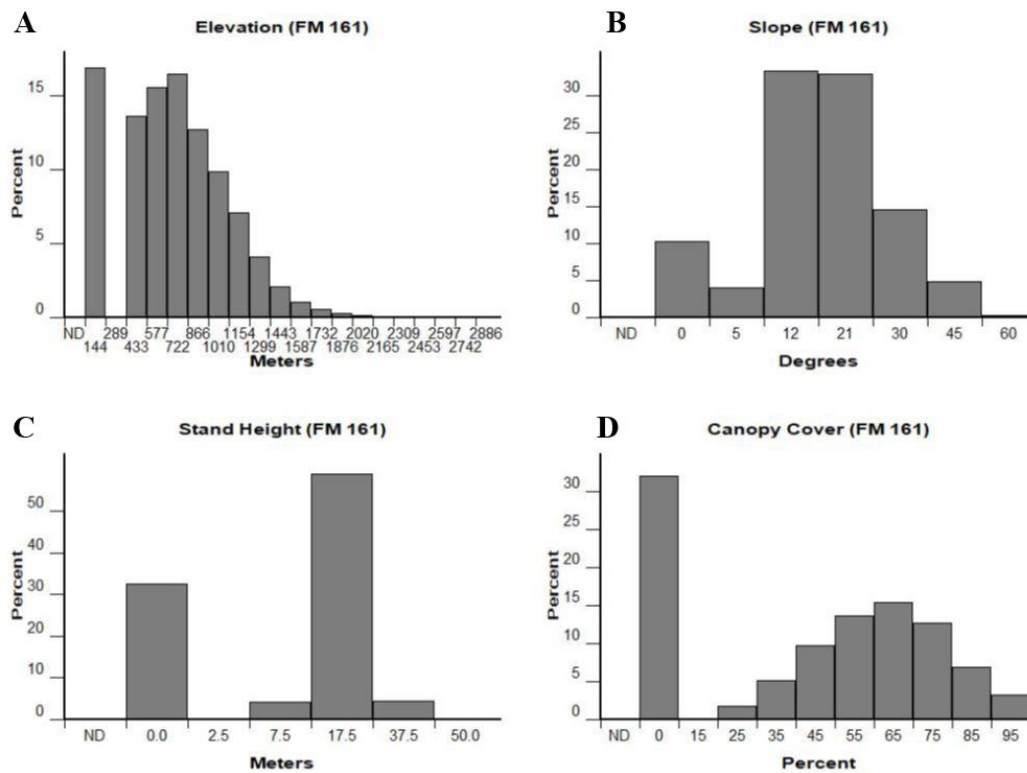 A
Elevation (FM 161)
Percent
15
10
5
0
ND 289 577 866 1154 1443 1732 2020 2309 2597 2886
144 433 722 1010 1299 1587 1876 2165 2453 2742
Meters
B
Slope (FM 161)
Percent
30
25
20
15
10
5
0
ND 0 5 12 21 30 45 60
Degrees
C
Stand Height (FM 161)
Percent
50
40
30
20
10
0
ND 0.0 2.5 7.5 17.5 37.5 50.0
Meters
D
Canopy Cover (FM 161)
Percent
30
25
20
15
10
5
0
ND 0 15 25 35 45 55 65 75 85 95
Percent